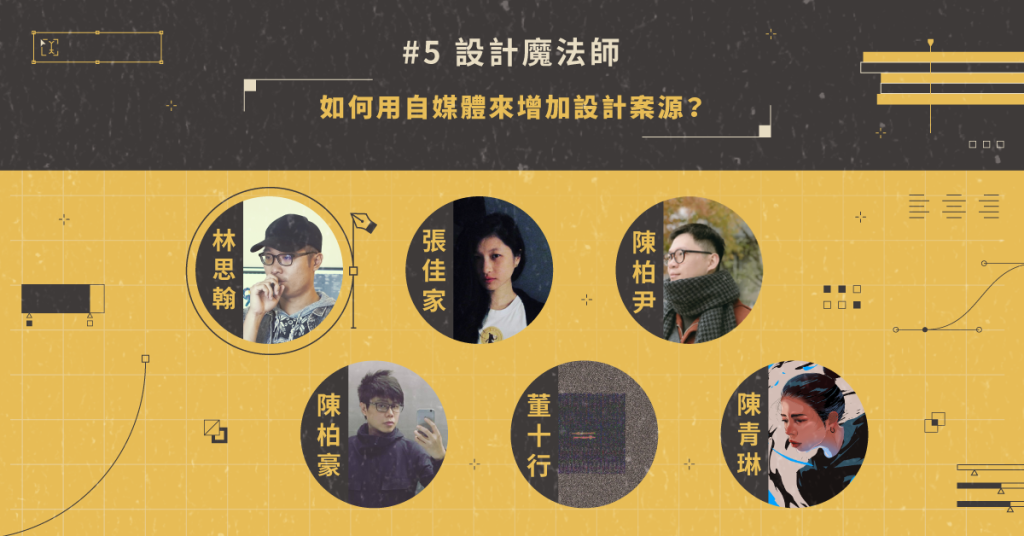 #5 設計魔法師
如何用自媒體來增加設計案源？
林思翰
張佳家
陳柏尹
陳柏豪
董十行
陳青琳